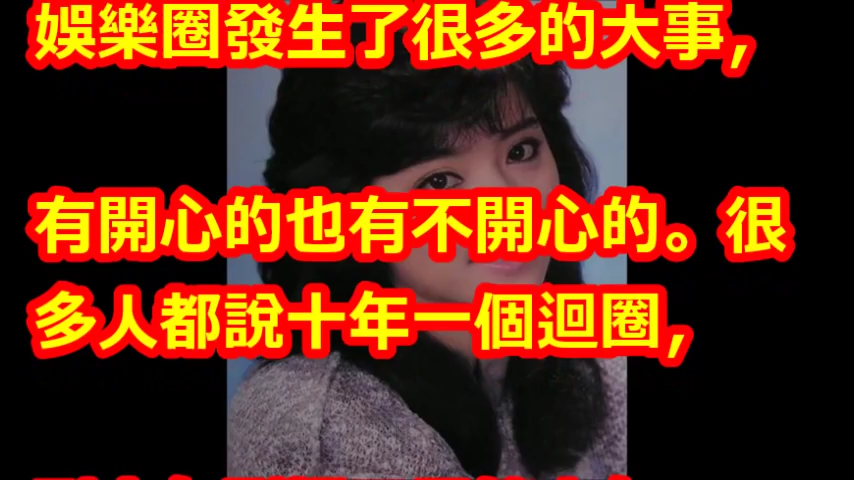 娛樂圈發生了很多的大事，
有開心的也有不開心的。很
多人都說十年一個迴圈，